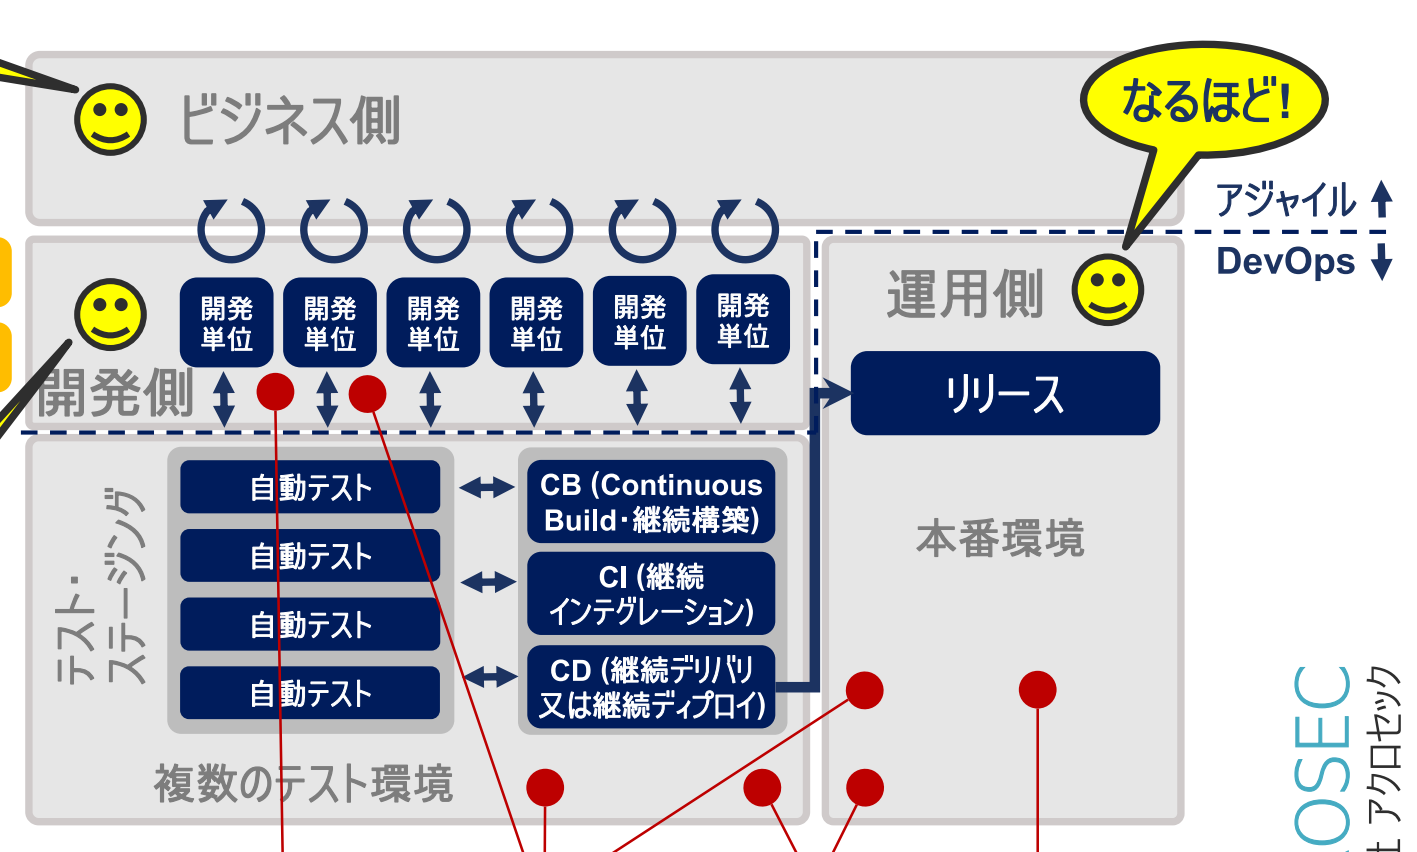 ビジネス側
なるほど!
アジャイル
DevOps
開発側
開発
単位
開発
単位
開発
単位
開発
単位
開発
単位
開発
単位
運用側
リリース
本番環境
テスト・
ステージング
自動テスト
自動テスト
自動テスト
自動テスト
CB (Continuous
Build・継続構築)
CI (継続
インテグレーション)
CD (継続デリバリ
又は継続ディプロイ)
複数のテスト環境
OSEC
アクロセック